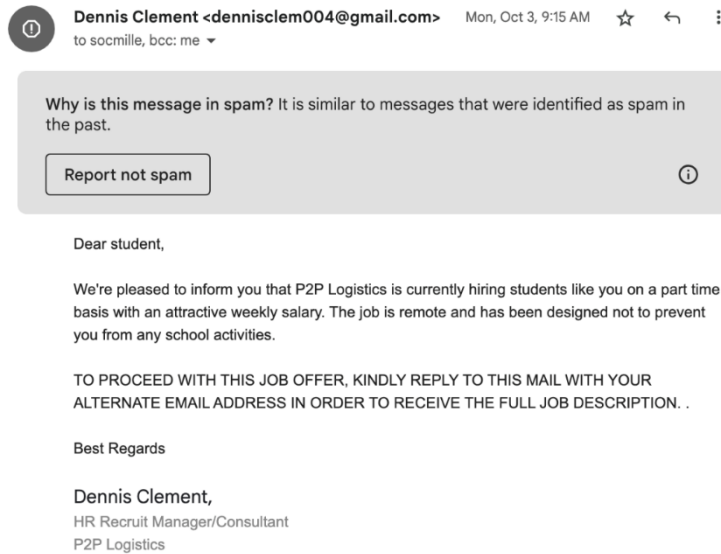 Dennis Clement <dennisclem004@gmail.com> Mon, Oct 3, 9:15 AM
to socmille, bcc: me
Why is this message in spam? It is similar to messages that were identified as spam in
the past.
Report not spam
Dear student,
We're pleased to inform you that P2P Logistics is currently hiring students like you on a part time
basis with an attractive weekly salary. The job is remote and has been designed not to prevent
you from any school activities.
TO PROCEED WITH THIS JOB OFFER, KINDLY REPLY TO THIS MAIL WITH YOUR
ALTERNATE EMAIL ADDRESS IN ORDER TO RECEIVE THE FULL JOB DESCRIPTION. .
Best Regards
Dennis Clement,
HR Recruit Manager/Consultant
P2P Logistics